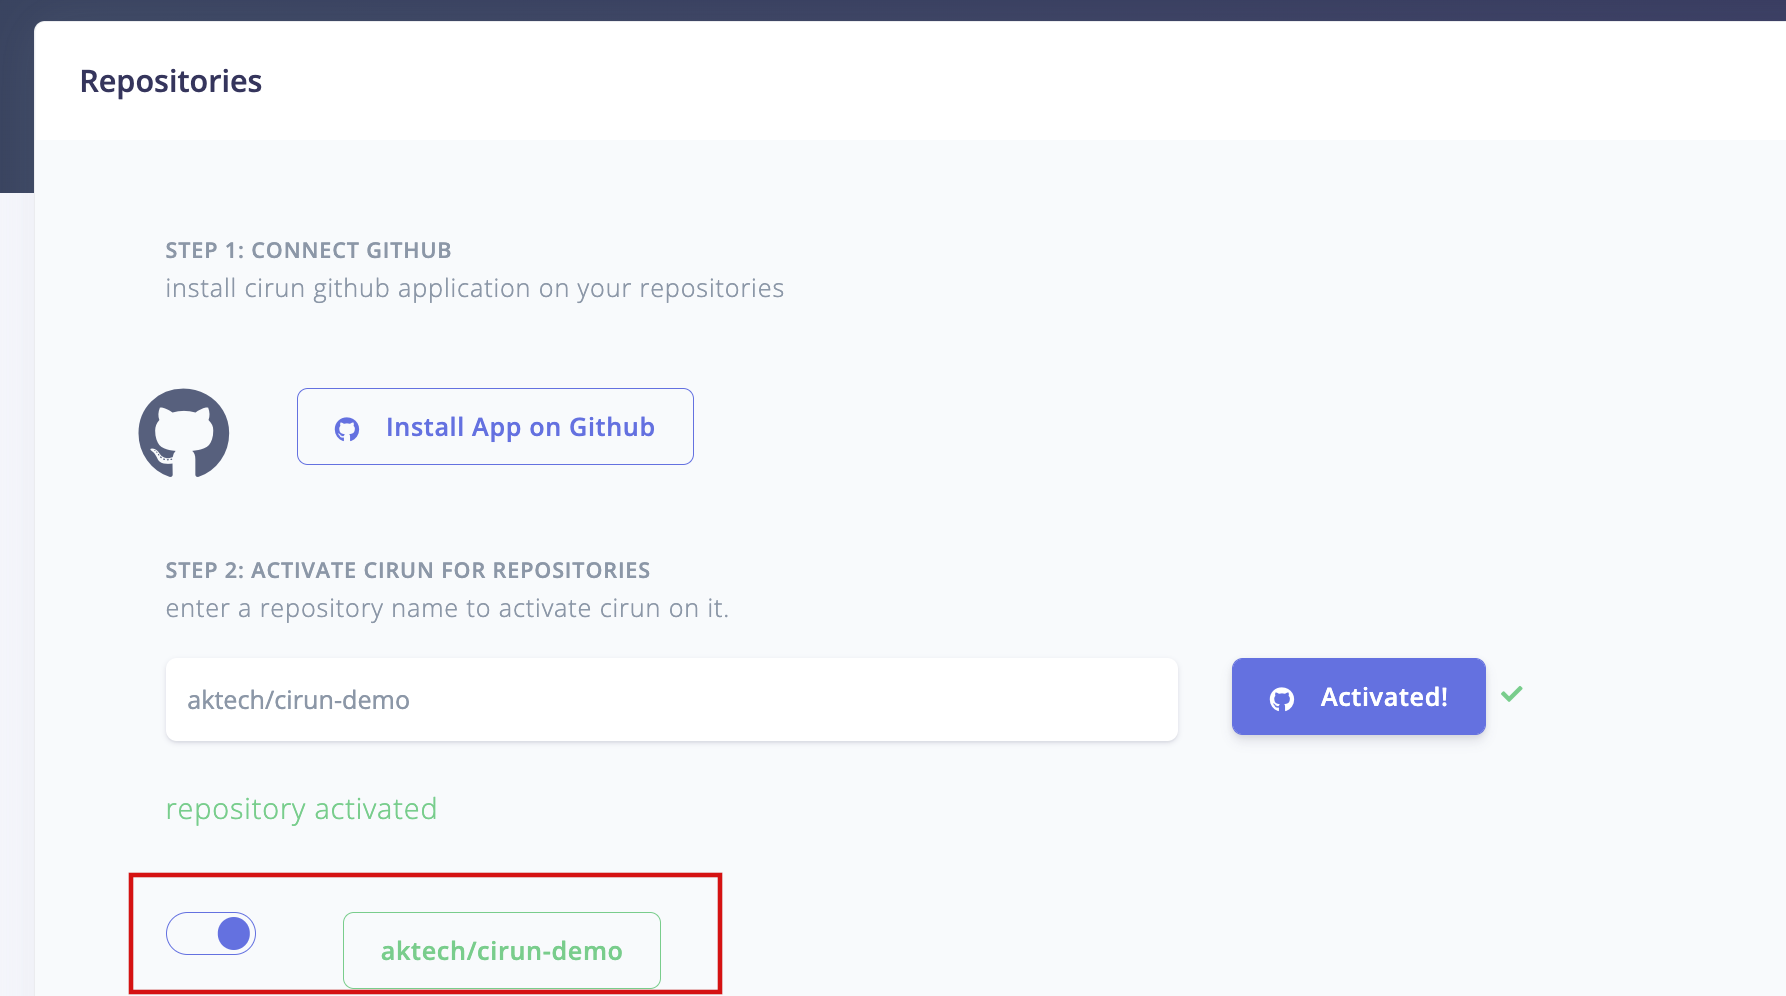 Repositories
STEP 1: CONNECT GITHUB
install cirun github application on your repositories
Install App on Github
STEP 2: ACTIVATE CIRUN FOR REPOSITORIES
enter a repository name to activate cirun on it.
aktech/cirun-demo
Activated!
repository activated
aktech/cirun-demo